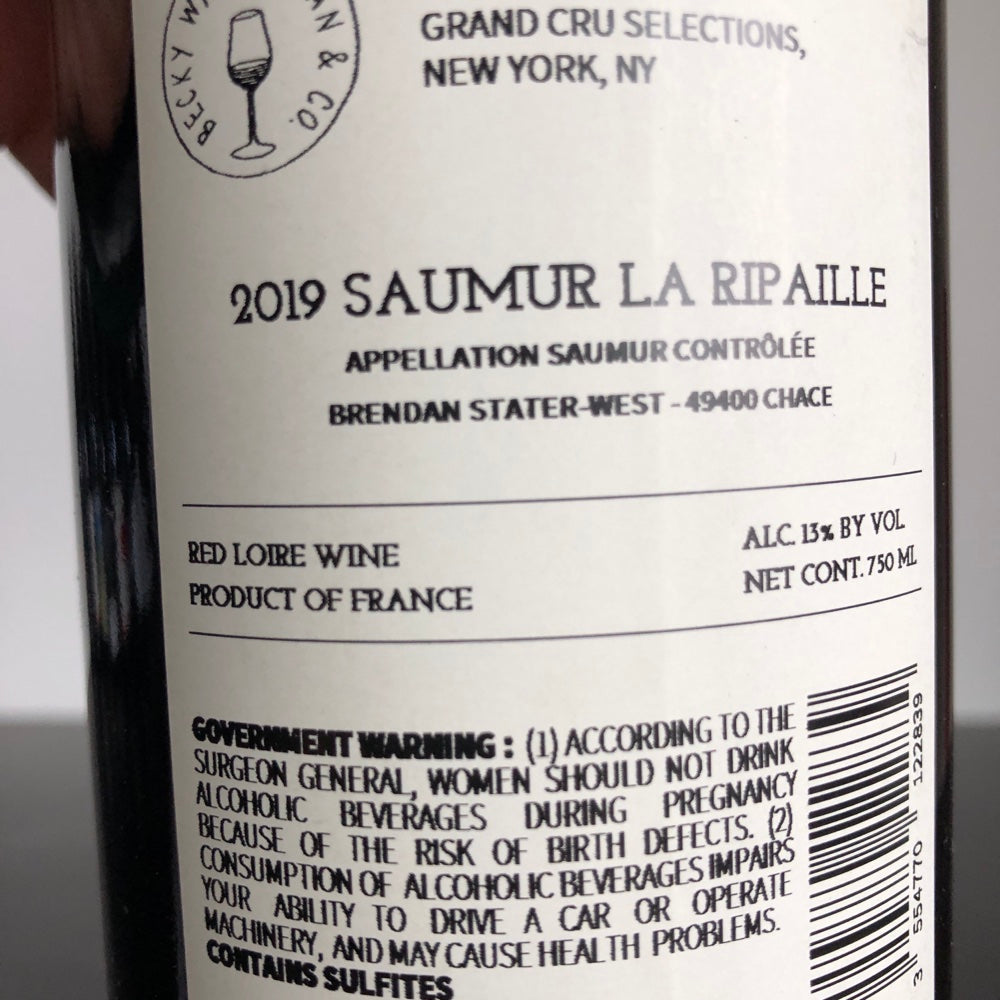 BECKY W AN & CO.
GRAND CRU SELECTIONS,
NEW YORK, NY
2019 SAUMUR LA RIPAILLE
APPELLATION SAUMUR CONTRÔLÉE
BRENDAN STATER-WEST - 49400 CHACE
RED LOIRE WINE
PRODUCT OF FRANCE
ALC. 13% BY VOL
NET CONT. 750 ML
GOVERNMENT WARNING : (1) ACCORDING TO THE
SURGEON GENERAL, WOMEN SHOULD NOT DRINK
ALCOHOLIC BEVERAGES DURING PREGNANCY
BECAUSE OF THE RISK OF BIRTH DEFECTS. (2)
CONSUMPTION OF ALCOHOLIC BEVERAGES IMPAIRS
YOUR ABILITY TO DRIVE A CAR OR OPERATE
MACHINERY, AND MAY CAUSE HEALTH PROBLEMS.
CONTAINS SULFITES
3 554770 122839